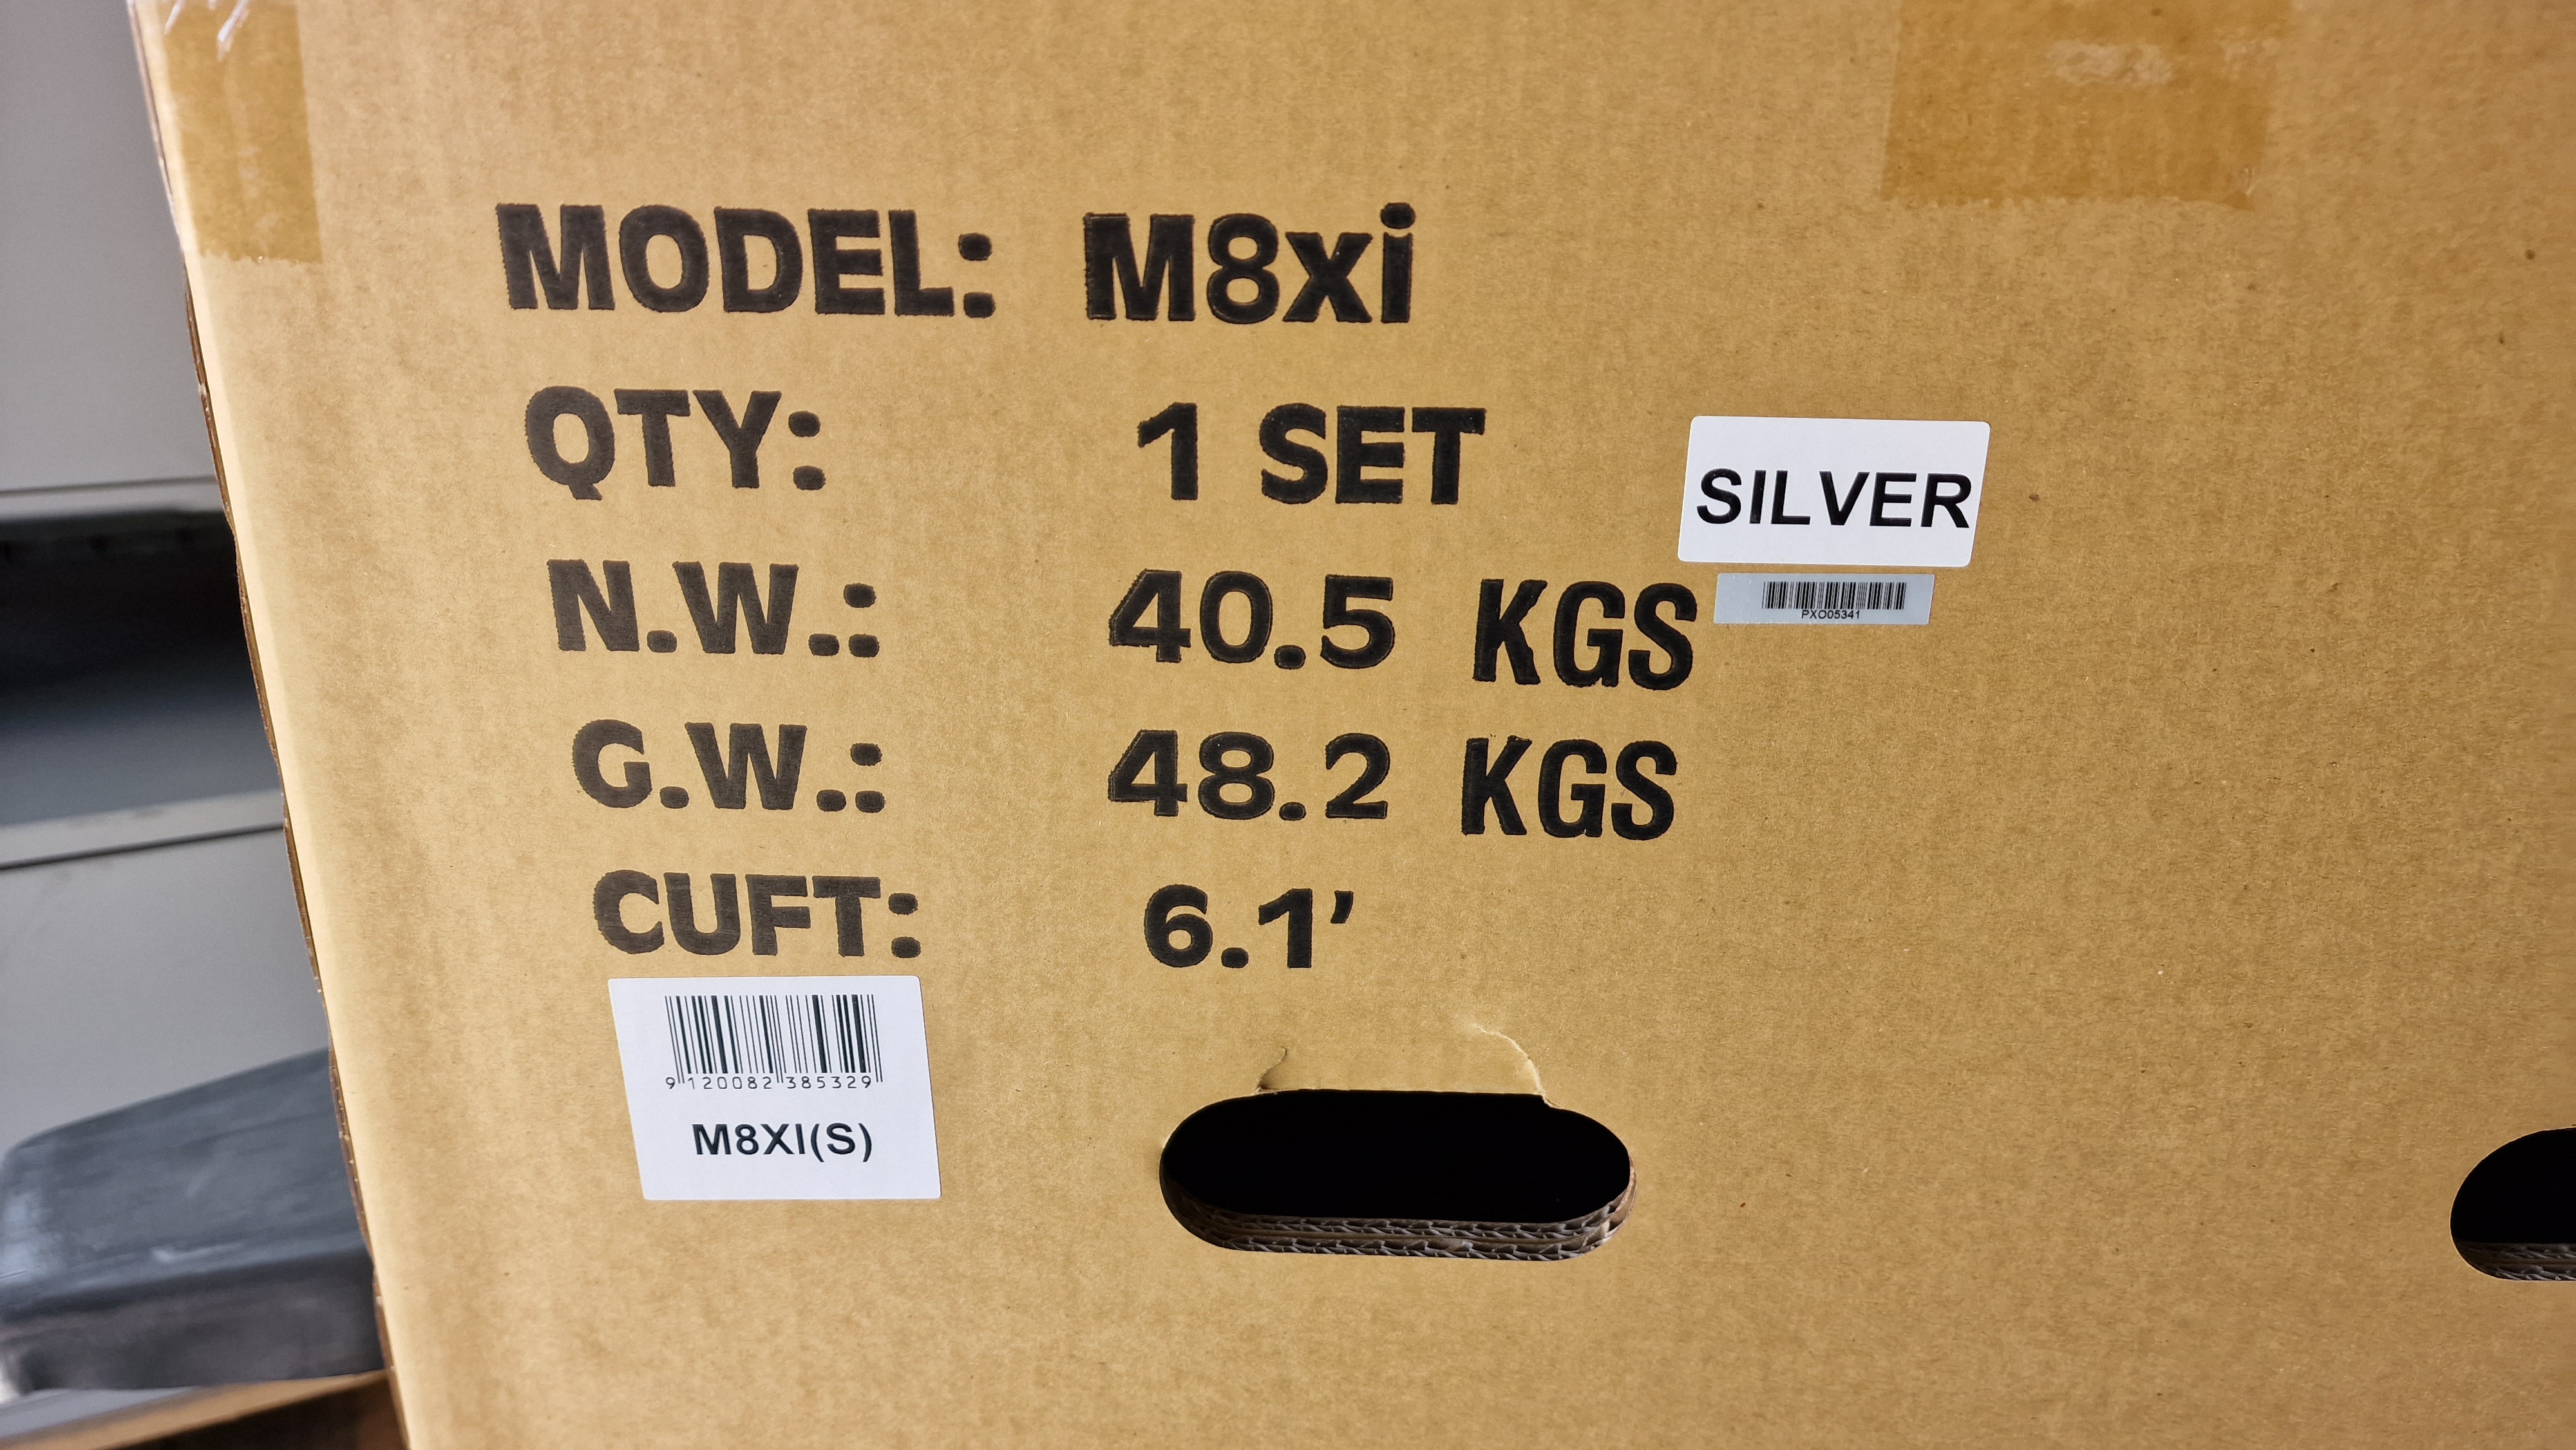 MODEL: M8xi
QTY: 1 SET
SILVER
N.W.: 40.5 KGS
PXO05341
G.W.: 48.2 KGS
CUFT: 6.1’
9 120082 385329
M8XI(S)